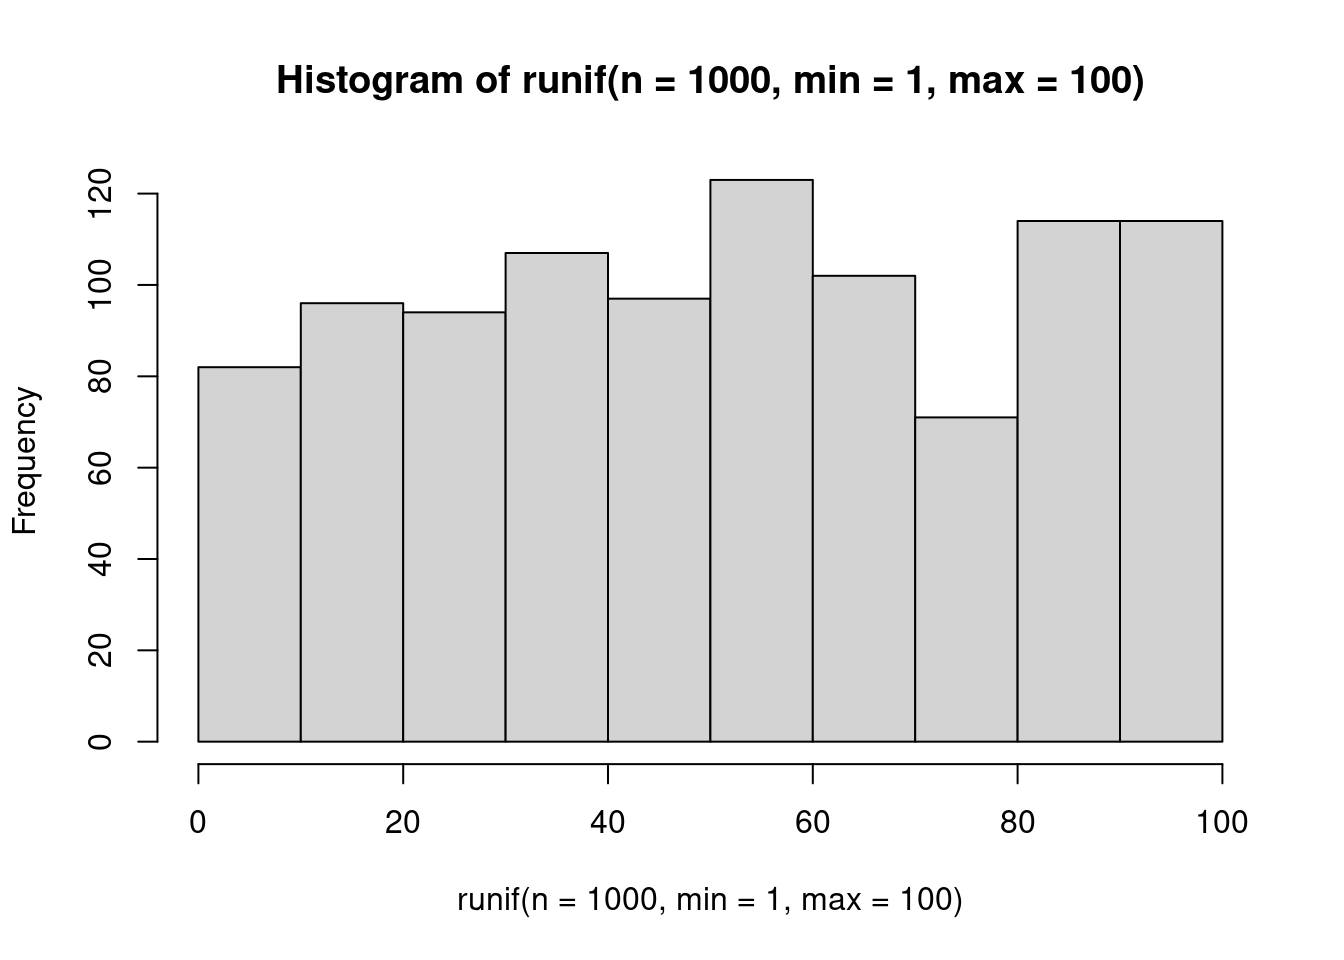 Histogram of runif(n = 1000, min = 1, max = 100)
Frequency
120
100
80
60
40
20
0
0 20 40 60 80 100
runif(n = 1000, min = 1, max = 100)